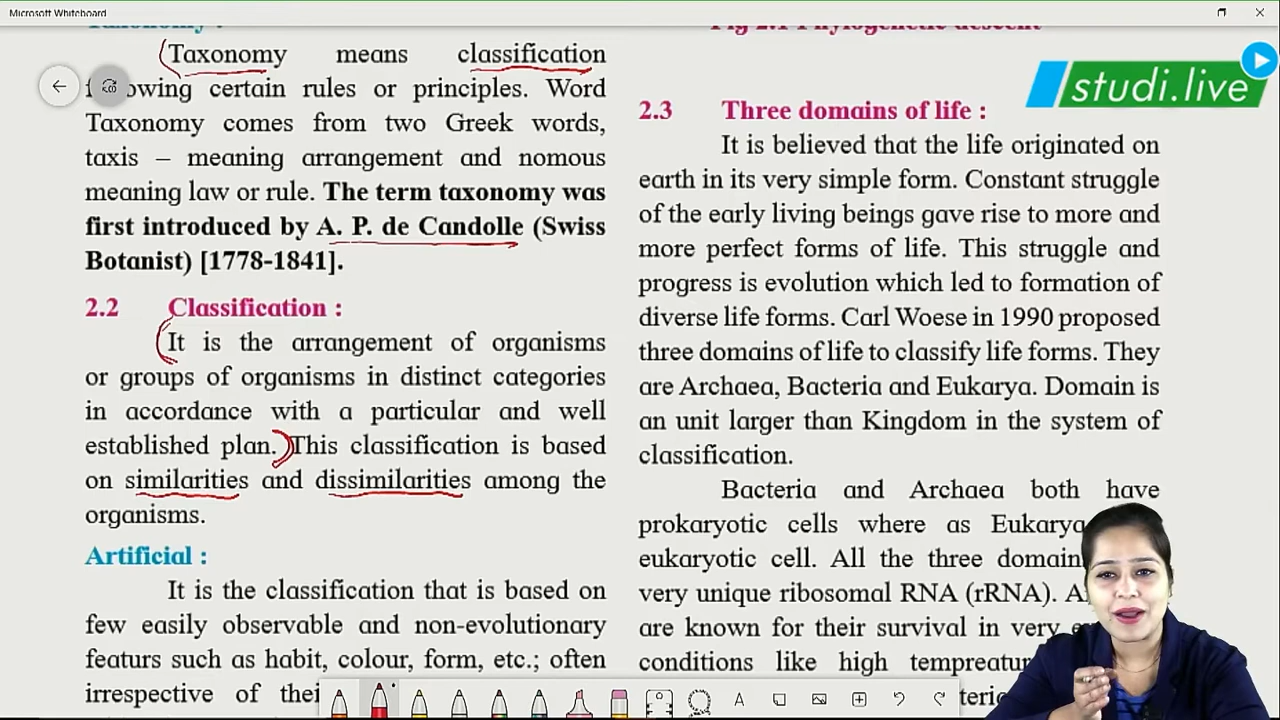 Microsoft Whiteboard
Taxonomy :
Taxonomy means classification
certain rules or principles. Word
Taxonomy comes from two Greek words,
taxis – meaning arrangement and nomous
meaning law or rule. The term taxonomy was
first introduced by A. P. de Candolle (Swiss
Botanist) [1778-1841].
2.2 Classification :
It is the arrangement of organisms
or groups of organisms in distinct categories
in accordance with a particular and well
established plan. This classification is based
on similarities and dissimilarities among the
organisms.
Artificial :
It is the classification that is based on
few easily observable and non-evolutionary
featurs such as habit, colour, form, etc.; often
irrespective of
Fig 2.1 Phylogenetic descent
studi.live
2.3 Three domains of life :
It is believed that the life originated on
earth in its very simple form. Constant struggle
of the early living beings gave rise to more and
more perfect forms of life. This struggle and
progress is evolution which led to formation of
diverse life forms. Carl Woese in 1990 proposed
three domains of life to classify life forms. They
are Archaea, Bacteria and Eukarya. Domain is
an unit larger than Kingdom in the system of
classification.
Bacteria and Archaea both have
prokaryotic cells where as Eukarya
eukaryotic cell. All the three domain
very unique ribosomal RNA (rRNA).
are known for their survival in very
conditions like high
A